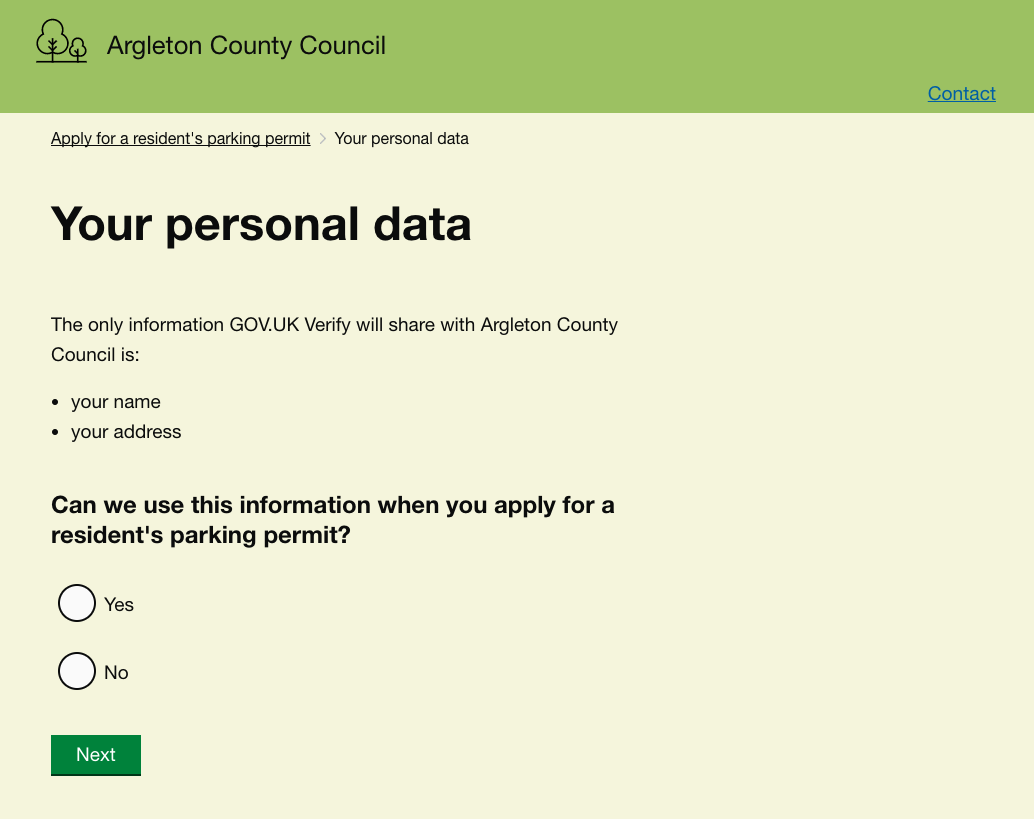 Argleton County Council
Contact
Apply for a resident's parking permit > Your personal data
Your personal data
The only information GOV.UK Verify will share with Argleton County
Council is:
• your name
• your address
Can we use this information when you apply for a
resident's parking permit?
Yes
No
Next